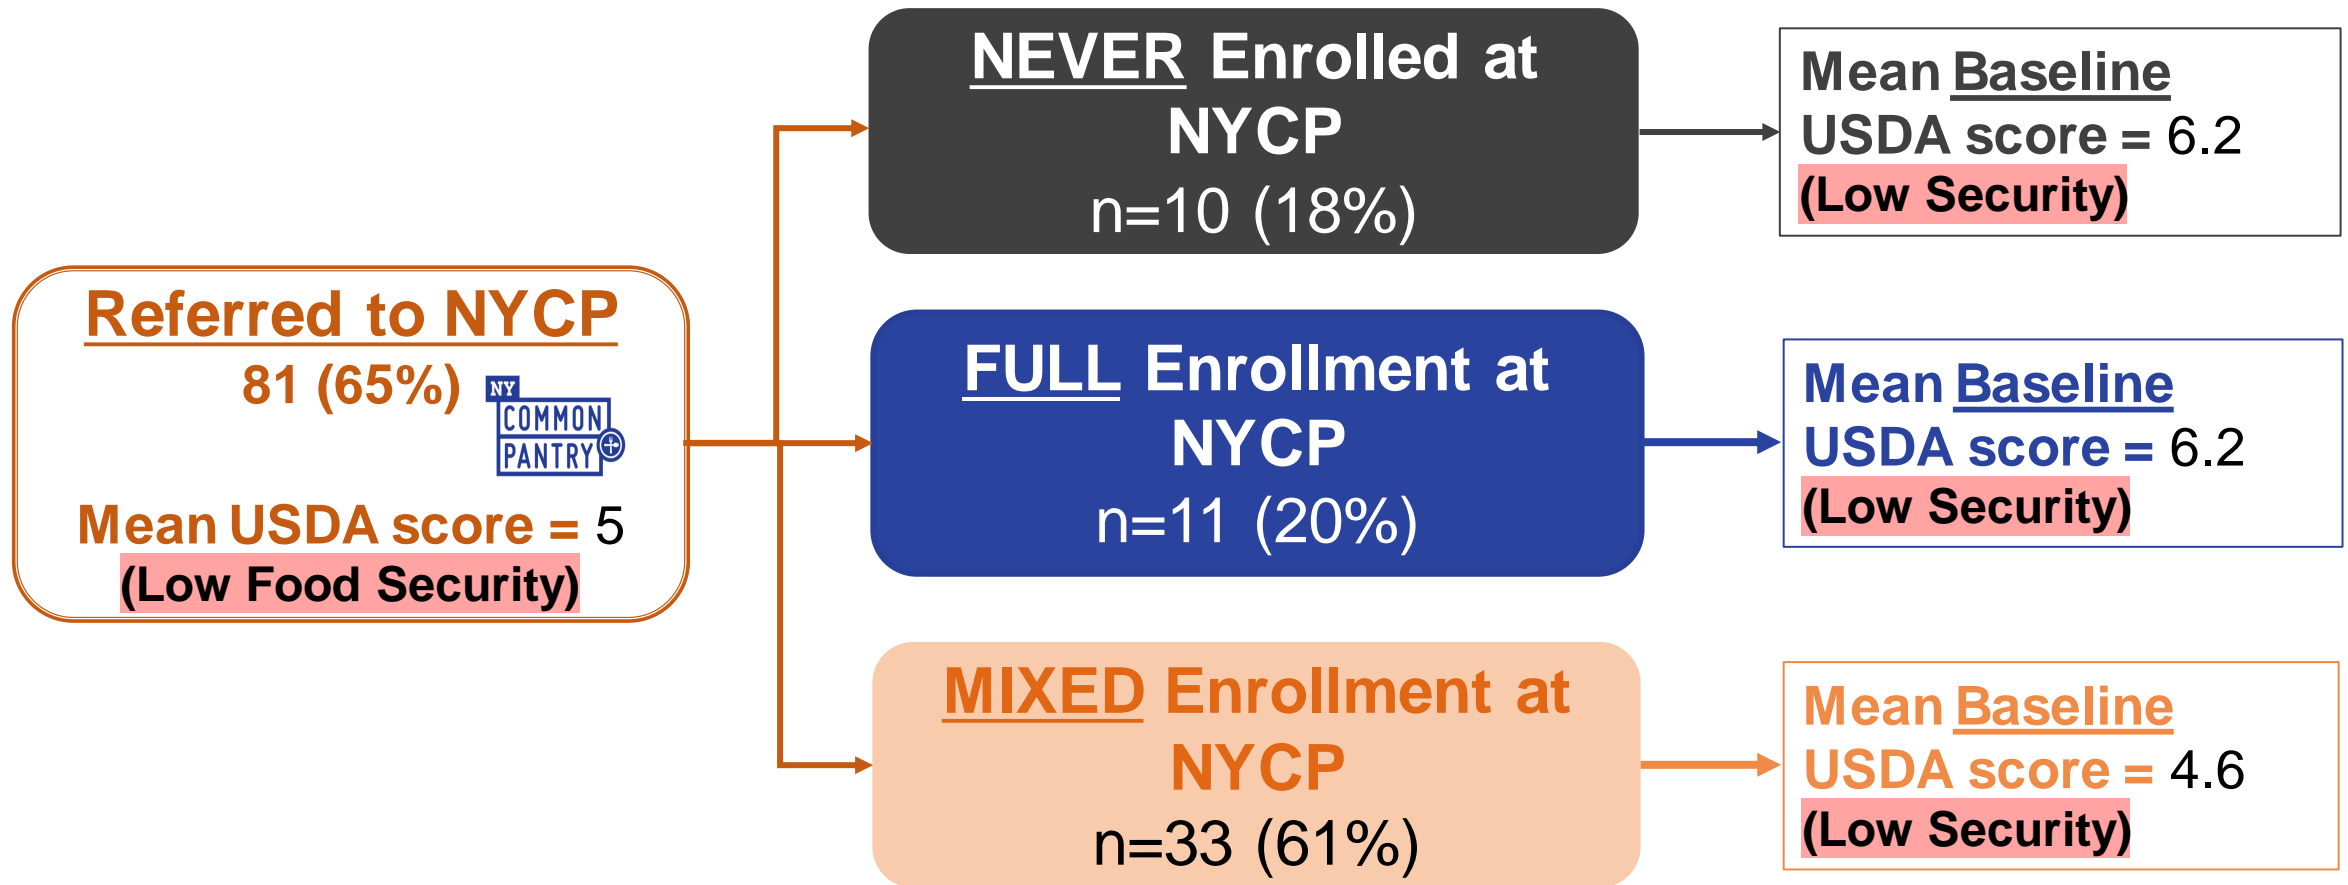 Referred to NYCP
81 (65%)
NY
COMMON
PANTRY
Mean USDA score = 5
(Low Food Security)
NEVER Enrolled at
NYCP
n=10 (18%)
Mean Baseline
USDA score = 6.2
(Low Security)
FULL Enrollment at
NYCP
n=11 (20%)
Mean Baseline
USDA score = 6.2
(Low Security)
MIXED Enrollment at
NYCP
n=33 (61%)
Mean Baseline
USDA score = 4.6
(Low Security)